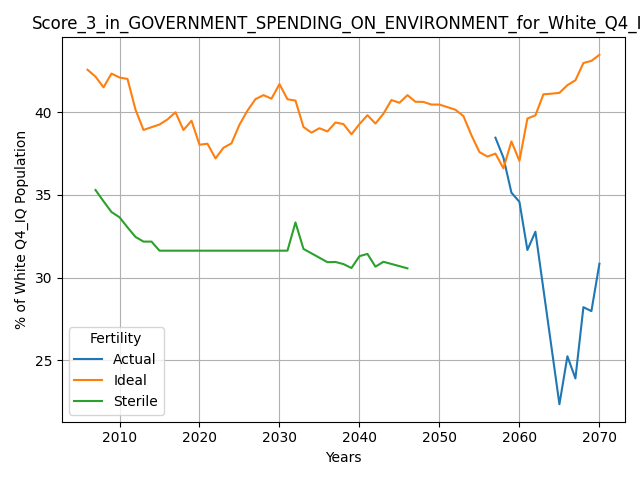 Score_3_in_GOVERNMENT_SPENDING_ON_ENVIRONMENT_for_White_Q4_I
% of White Q4_IQ Population
40
35
30
25
Fertility
Actual
Ideal
Sterile
2010 2020 2030 2040 2050 2060 2070
Years